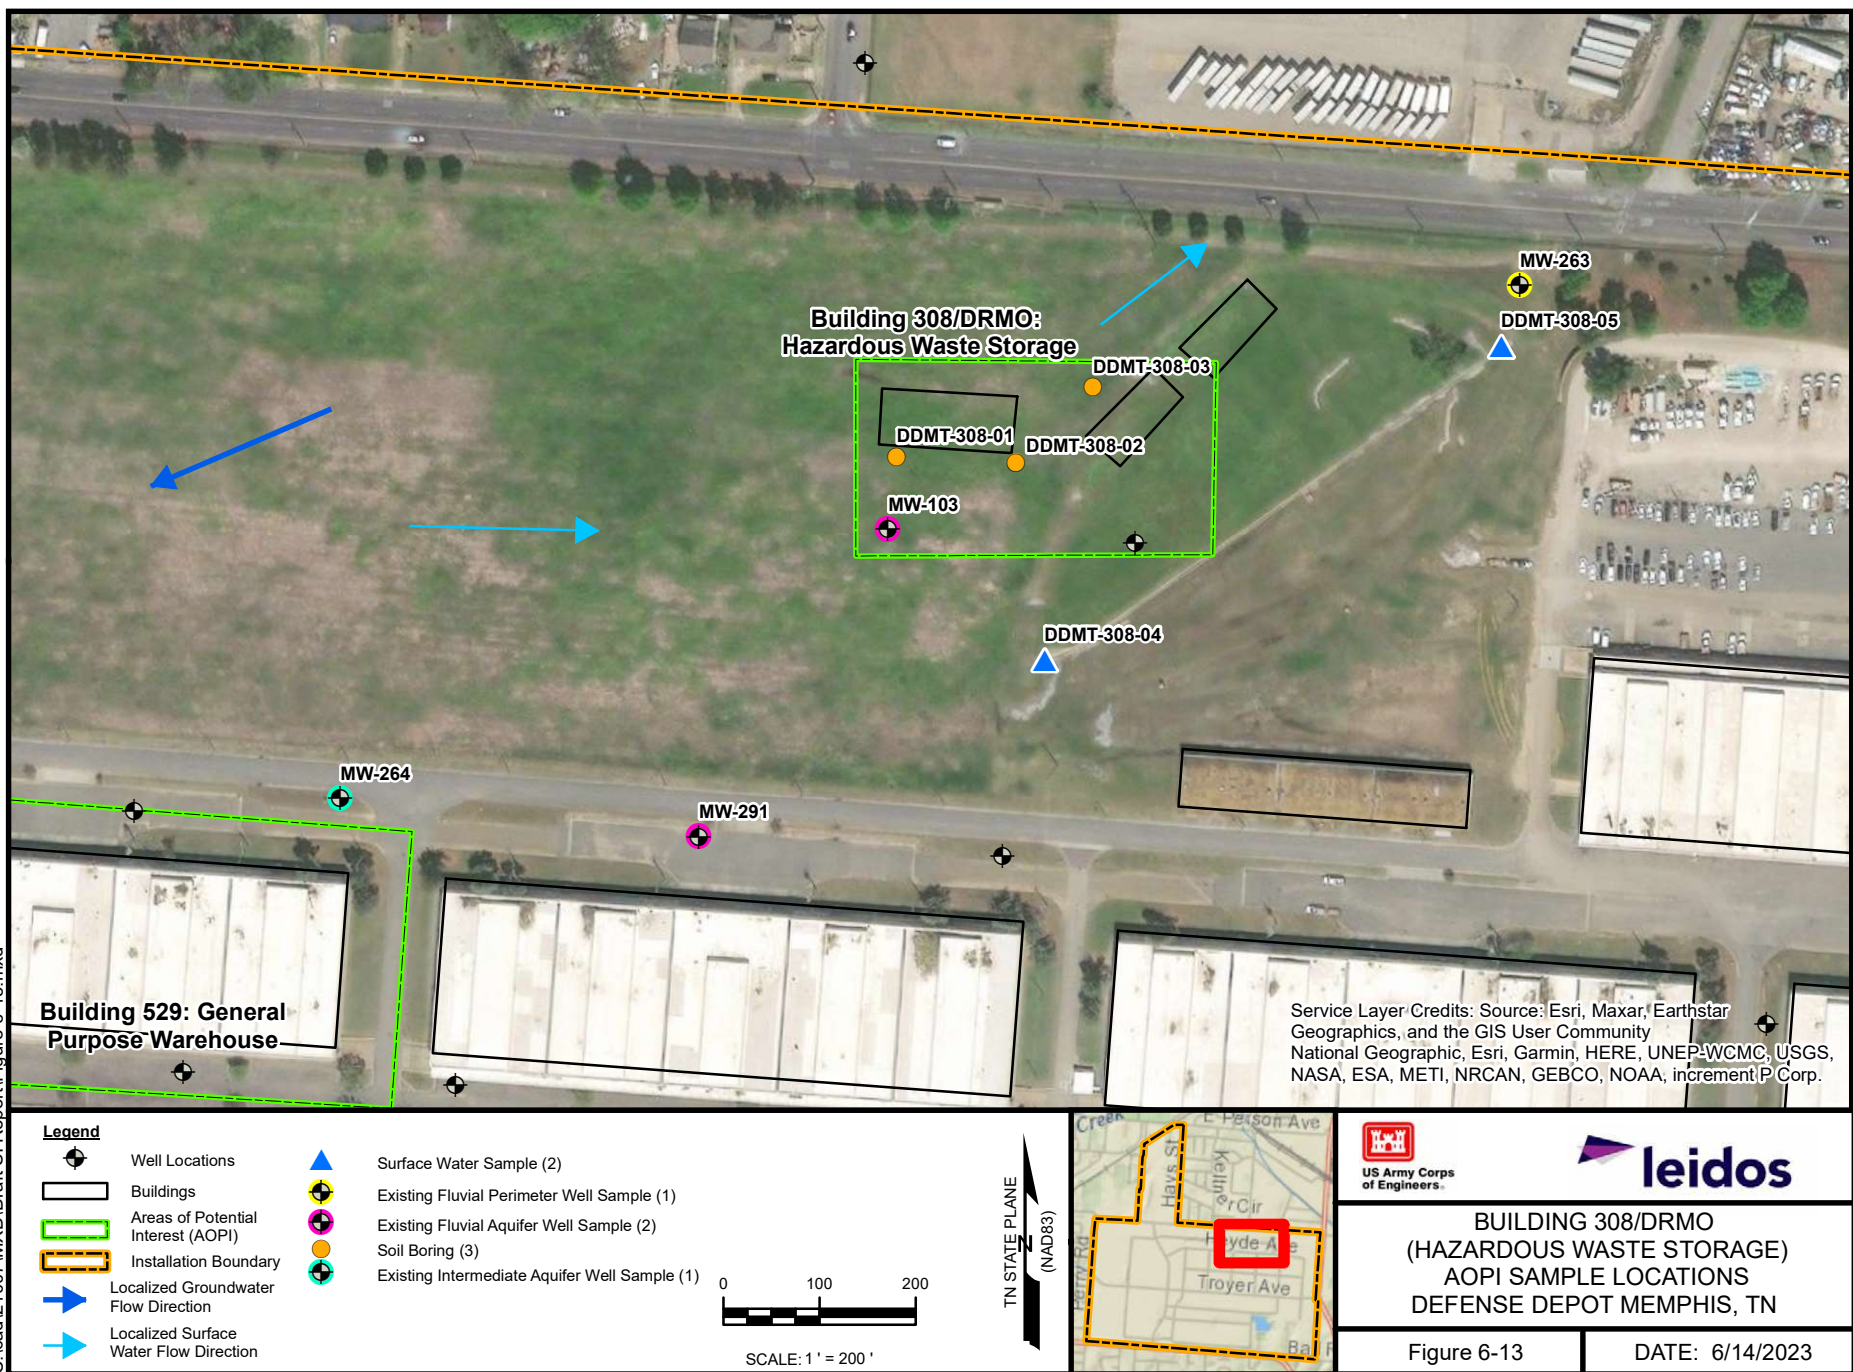 MW-263
DDMT-308-05
Building 308/DRMO:
Hazardous Waste Storage
DDMT-308-03
DDMT-308-01
DDMT-308-02
MW-103
DDMT-308-04
MW-264
MW-291
Building 529: General
Purpose Warehouse
Service Layer Credits: Source: Esri, Maxar, Earthstar
Geographics, and the GIS User Community
National Geographic, Esri, Garmin, HERE, UNEP-WCMC, USGS,
NASA, ESA, METI, NRCAN, GEBCO, NOAA, increment P Corp.
Legend
Well Locations
Buildings
Areas of Potential
Interest (AOPI)
Installation Boundary
Localized Groundwater
Flow Direction
Localized Surface
Water Flow Direction
Surface Water Sample (2)
Existing Fluvial Perimeter Well Sample (1)
Existing Fluvial Aquifer Well Sample (2)
Soil Boring (3)
Existing Intermediate Aquifer Well Sample (1)
0 100 200
SCALE: 1 ' = 200 '
TN STATE PLANE
N
(NAD83)
Creek
E Person Ave
Hays St
Keltner Cir
Heyde Ave
Perry Rd
Troyer Ave
US Army Corps
of Engineers®
leidos
BUILDING 308/DRMO
(HAZARDOUS WASTE STORAGE)
AOPI SAMPLE LOCATIONS
DEFENSE DEPOT MEMPHIS, TN
Figure 6-13
DATE: 6/14/2023